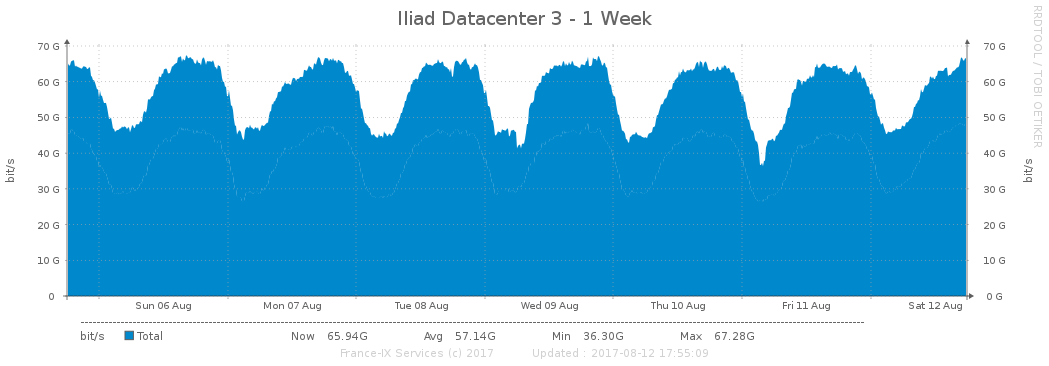 Iliad Datacenter 3 - 1 Week
RRDTOOL / TOBI OETIKER
70 G 70 G
60 G 60 G
50 G 50 G
40 G 40 G
30 G 30 G
20 G 20 G
10 G 10 G
0 0 G
bit/s bit/s
Sun 06 Aug Mon 07 Aug Tue 08 Aug Wed 09 Aug Thu 10 Aug Fri 11 Aug Sat 12 Aug
bit/s Total Now 65.94G Avg 57.14G Min 36.30G Max 67.28G
France-IX Services (c) 2017 Updated : 2017-08-12 17:55:09